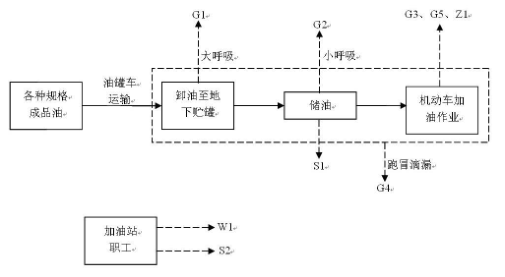 G1
G2
G3、G5、Z1
大呼吸
小呼吸
各种规格
成品油
油罐车
运输
卸油至地
下贮罐
储油
机动车加
油作业
S1
跑冒滴漏
G4
加油站
职工
W1
S2